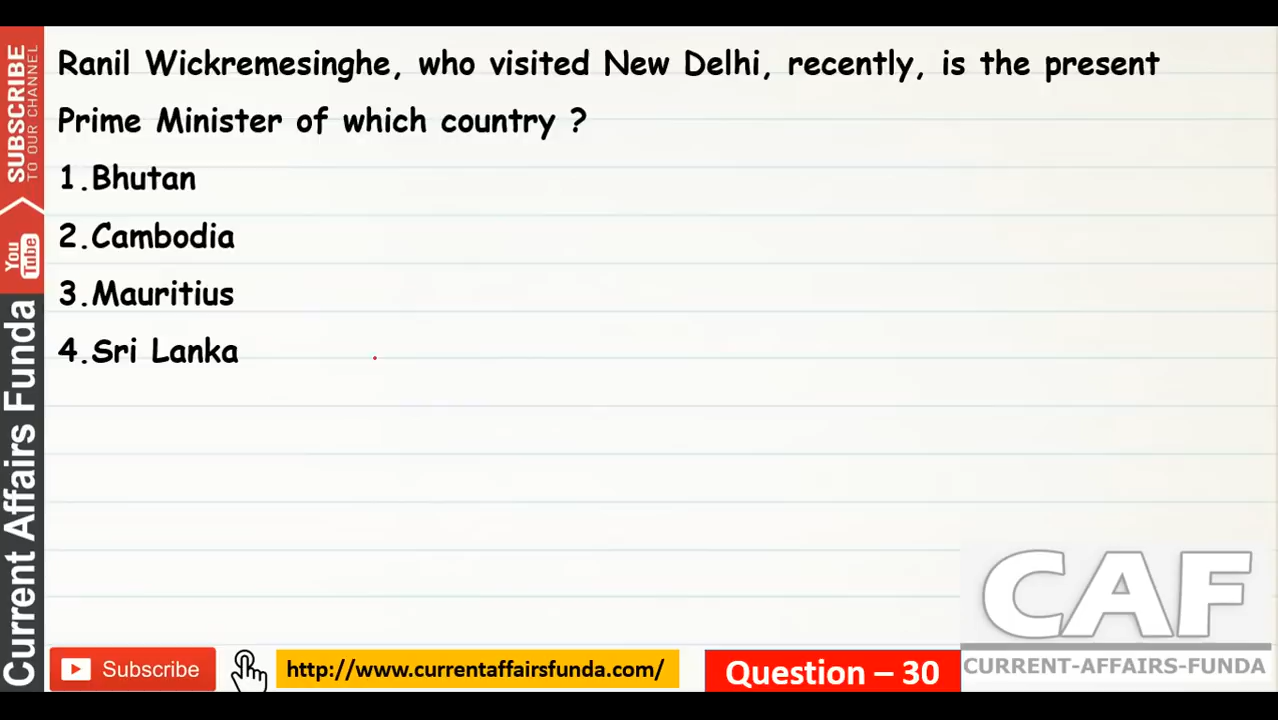 Ranil Wickremesinghe, who visited New Delhi, recently, is the present
Prime Minister of which country ?
1.Bhutan
2.Cambodia
3.Mauritius
4.Sri Lanka
SUBSCRIBE
TO OUR CHANNEL
You
Tube
Current Affairs Funda
CAF
CURRENT-AFFAIRS-FUNDA
Subscribe
http://www.currentaffairsfunda.com/
Question – 30